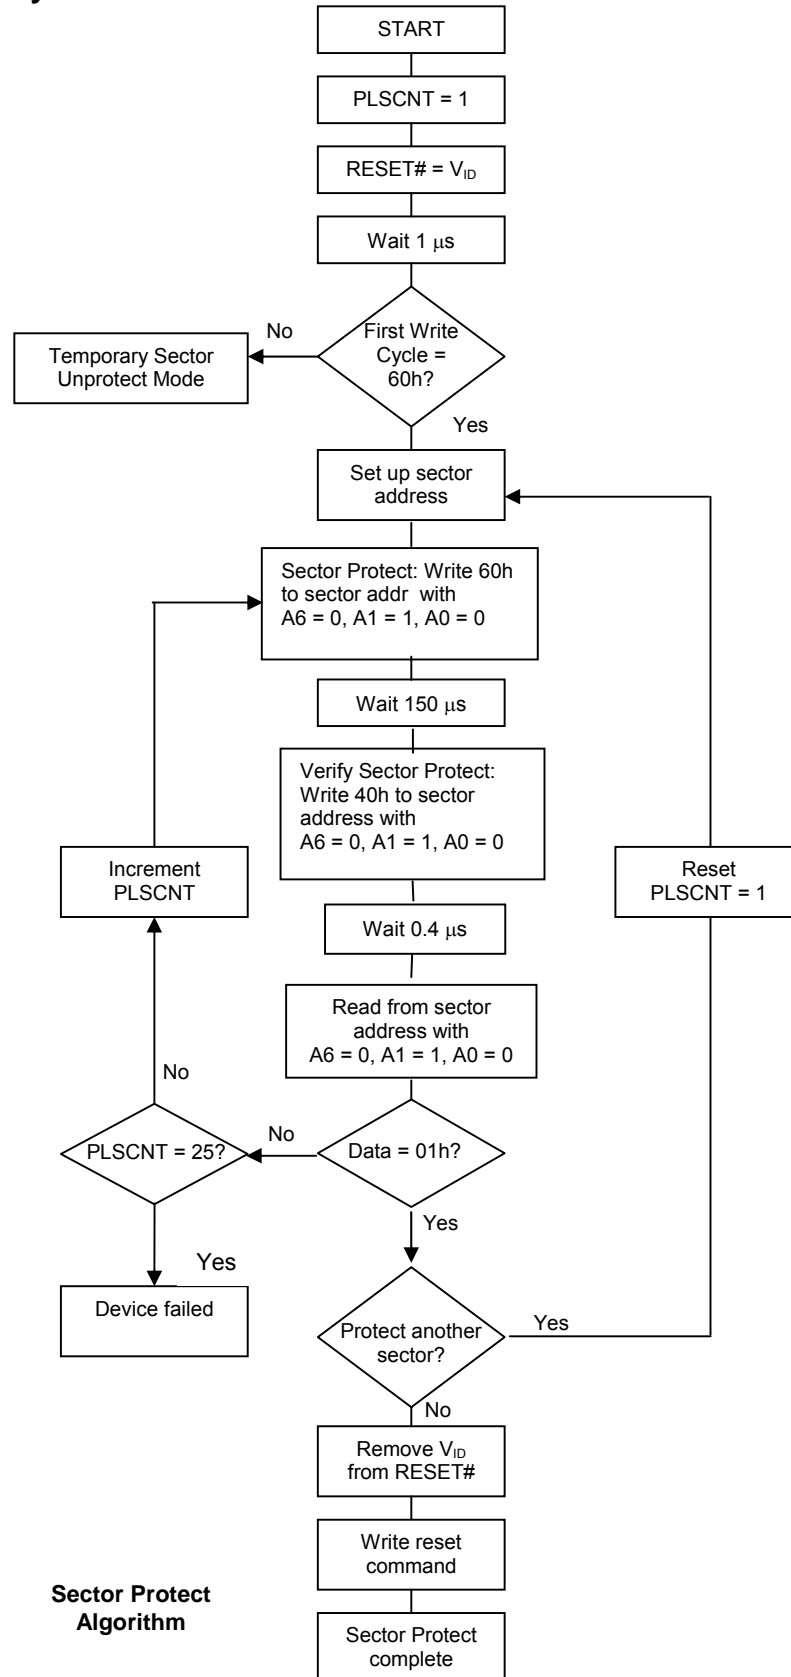 START
PLSCNT = 1
RESET# = VID
Wait 1 μs
First Write
Cycle =
60h?
No
Temporary Sector
Unprotect Mode
Yes
Set up sector
address
Sector Protect: Write 60h
to sector addr with
A6 = 0, A1 = 1, A0 = 0
Wait 150 μs
Verify Sector Protect:
Write 40h to sector
address with
A6 = 0, A1 = 1, A0 = 0
Increment
PLSCNT
Reset
PLSCNT = 1
Wait 0.4 μs
Read from sector
address with
A6 = 0, A1 = 1, A0 = 0
No
PLSCNT = 25?
No
Data = 01h?
Yes
Yes
Device failed
Protect another
sector?
Yes
No
Remove VID
from RESET#
Write reset
command
Sector Protect
Algorithm
Sector Protect
complete